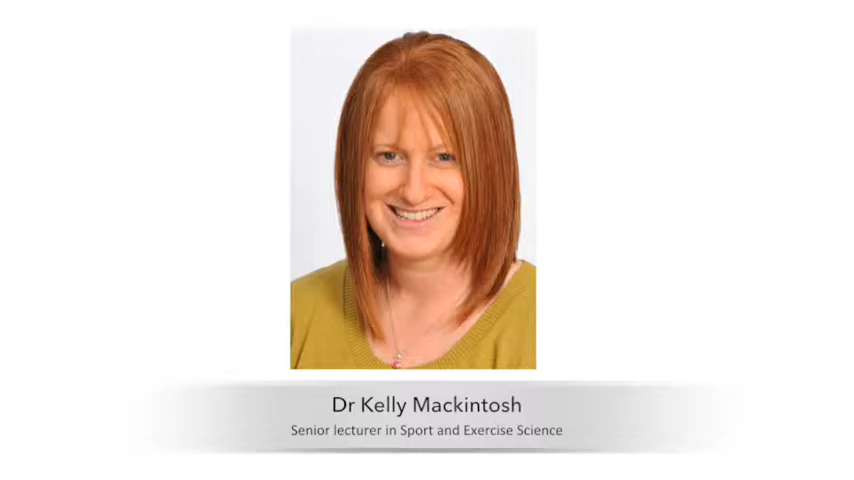 Dr Kelly Mackintosh
Senior lecturer in Sport and Exercise Science